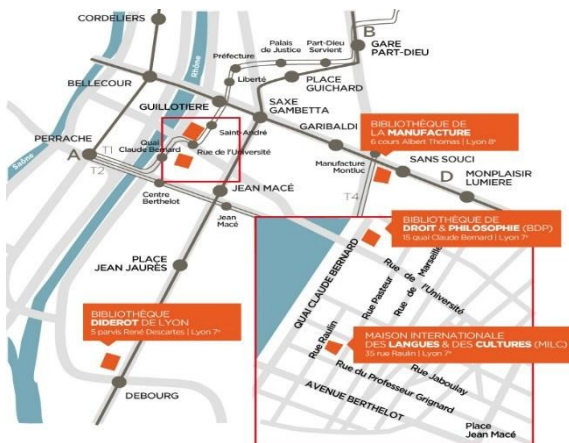 CORDELIERS
B
GARE
PART-DIEU
Palais
de Justice
Part-Dieu
Servient
Préfecture
Rhône
BELLECOUR
Liberté
PLACE
GUICHARD
GUILLOTIERE
SAXE
GAMBETTA
Saint-André
GARIBALDI
BIBLIOTHÈQUE DE
LA MANUFACTURE
6 cours Albert Thomas | Lyon 8e
PERRACHE
A
T1
T2
Quai
Claude Bernard
Rue de l'Université
Manufacture
Montluc
SANS SOUCI
D
MONPLAISIR
LUMIERE
Saône
Centre
Berthelot
JEAN MACÉ
Jean
Macé
T4
BIBLIOTHÈQUE DE
DROIT & PHILOSOPHIE (BDP)
15 quai Claude Bernard | Lyon 7e
PLACE
JEAN JAURÈS
QUAI CLAUDE BERNARD
Rue de l'Université
Rue Pasteur
Rue de Marseille
BIBLIOTHÈQUE
DIDEROT DE LYON
5 parvis René Descartes | Lyon 7e
Rue Raulin
MAISON INTERNATIONALE
DES LANGUES & DES CULTURES (MILC)
35 rue Raulin | Lyon 7e
Rue Jaboulay
Rue du Professeur Grignard
AVENUE BERTHELOT
Place
Jean Macé
DEBOURG